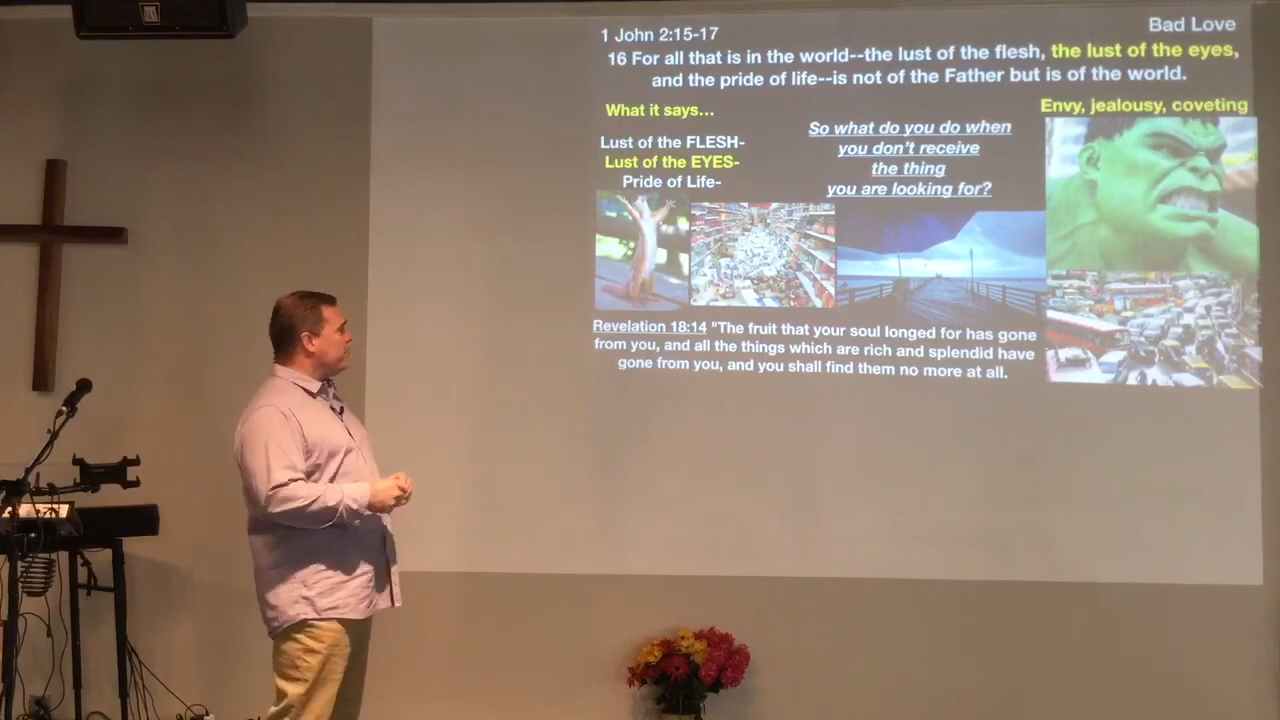 1 John 2:15-17
Bad Love
16 For all that is in the world--the lust of the flesh, the lust of the eyes,
and the pride of life--is not of the Father but is of the world.
What it says...
Envy, jealousy, coveting
Lust of the FLESH-
Lust of the EYES-
Pride of Life-
So what do you do when
you don't receive
the thing
you are looking for?
Revelation 18:14 "The fruit that your soul longed for has gone
from you, and all the things which are rich and splendid have
gone from you, and you shall find them no more at all.